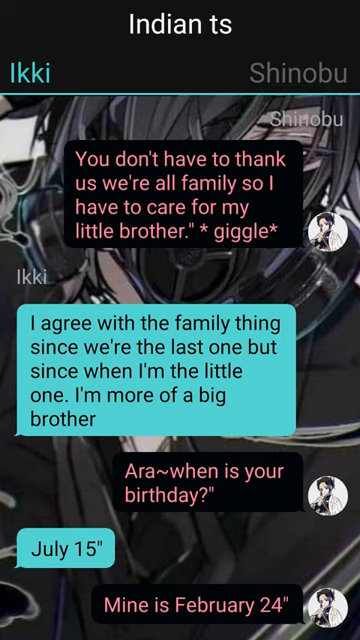 Indian ts
Ikki
Shinobu
Shinobu
You don't have to thank
us we're all family so I
have to care for my
little brother." * giggle*
Ikki
I agree with the family thing
since we're the last one but
since when I'm the little
one. I'm more of a big
brother
Ara~when is your
birthday?"
July 15"
Mine is February 24"